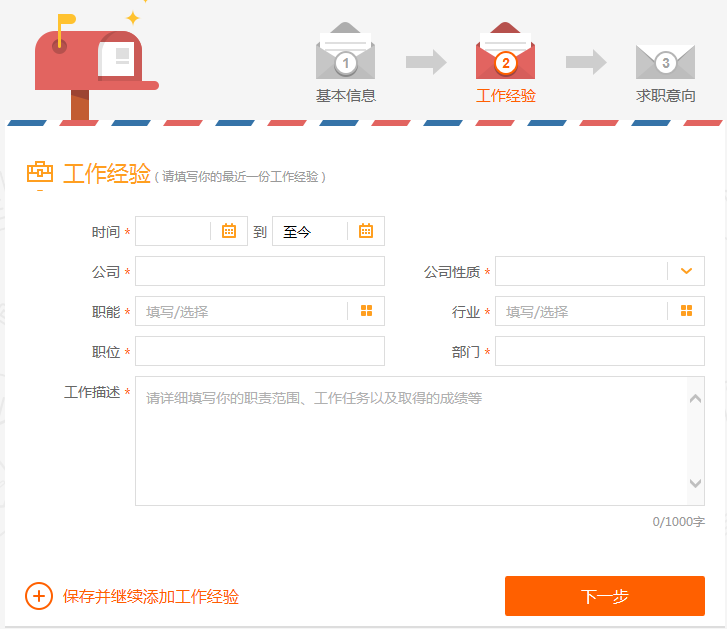 1
2
3
基本信息
工作经验
求职意向
工作经验 ( 请填写你的最近一份工作经验 )
时间 * 到 至今
公司 * 公司性质 *
职能 * 填写/选择 行业 * 填写/选择
职位 * 部门 *
工作描述 * 请详细填写你的职责范围、工作任务以及取得的成绩等
0/1000字
保存并继续添加工作经验 下一步